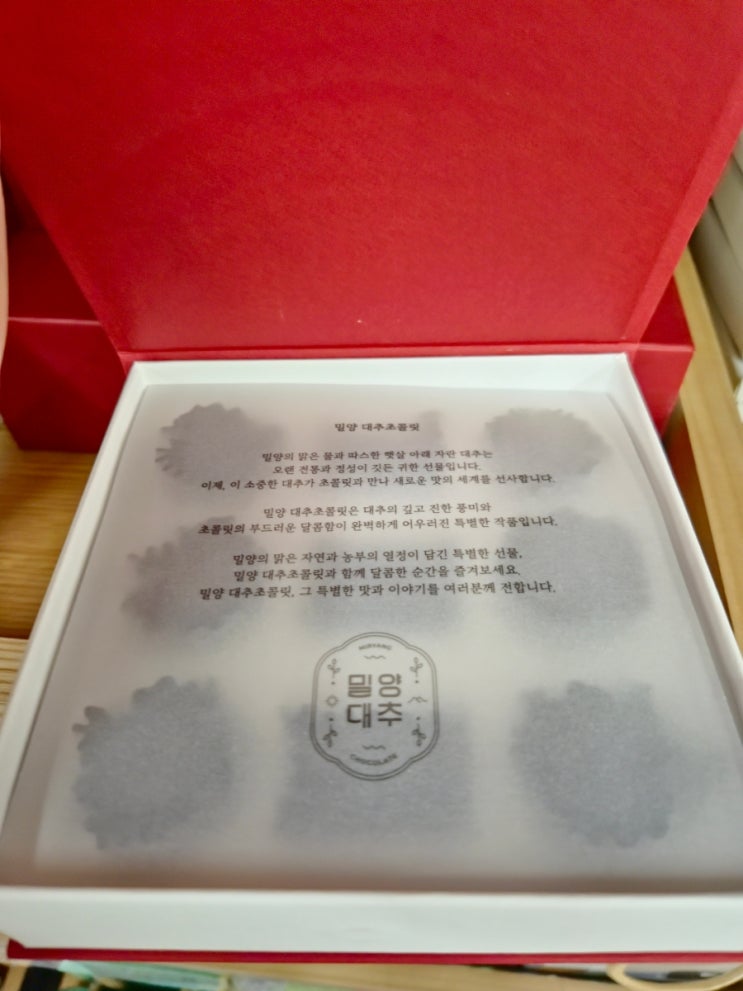 밀양 대추초콜릿
밀양의 맑은 물과 따스한 햇살 아래 자란 대추는
오랜 전통과 정성이 깃든 귀한 선물입니다.
이제, 이 소중한 대추가 초콜릿과 만나 새로운 맛의 세계를 선사합니다.
밀양 대추초콜릿은 대추의 깊고 진한 풍미와
초콜릿의 부드러운 달콤함이 완벽하게 어우러진 특별한 작품입니다.
밀양의 맑은 자연과 농부의 열정이 담긴 특별한 선물,
밀양 대추초콜릿과 함께 달콤한 순간을 즐겨보세요.
밀양 대추초콜릿, 그 특별한 맛과 이야기를 여러분께 전합니다.
MIRYANG
밀양
대추
CHOCOLATE